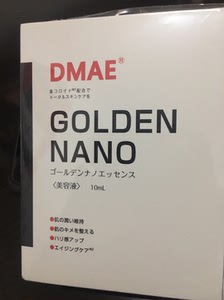 DMAE®
金コロイド※1配合で
トータルスキンケアを
GOLDEN
NANO
ゴールデンナノエッセンス
〈美容液〉 10mL
●肌の潤い維持
●肌のキメを整える
●ハリ感アップ
●エイジングケア※2